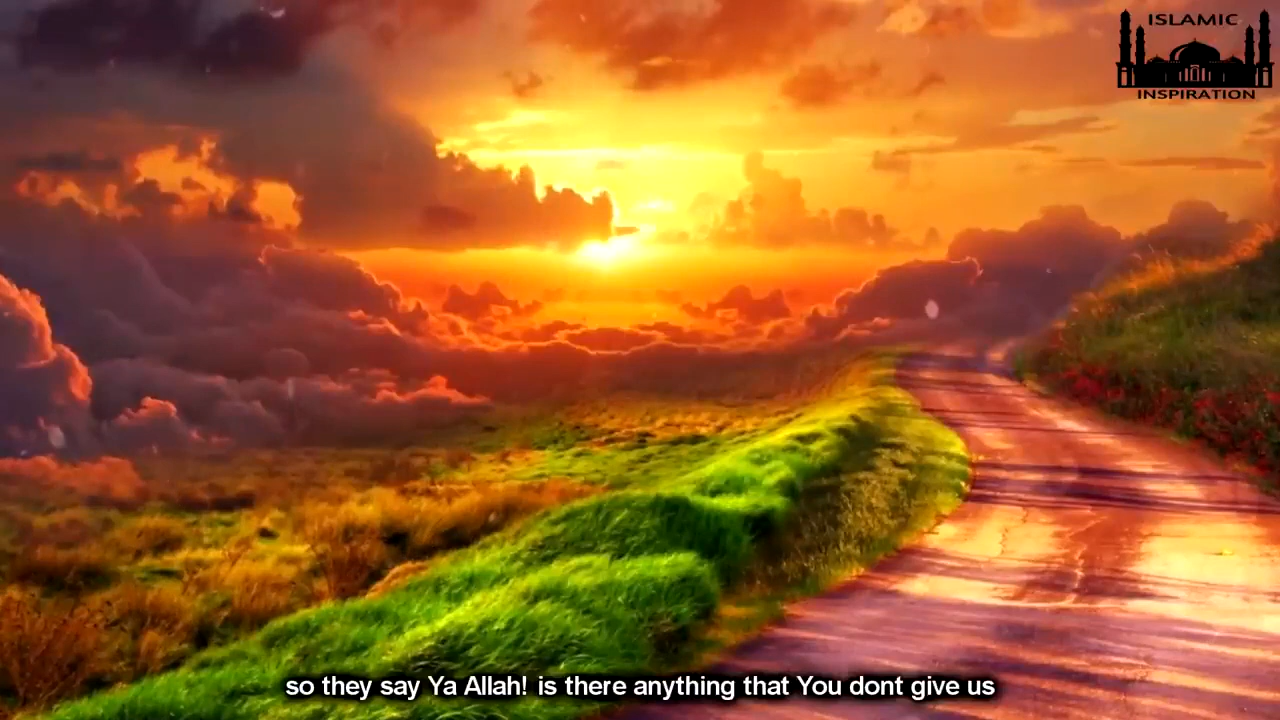 ISLAMIC
INSPIRATION
so they say Ya Allah! is there anything that You dont give us